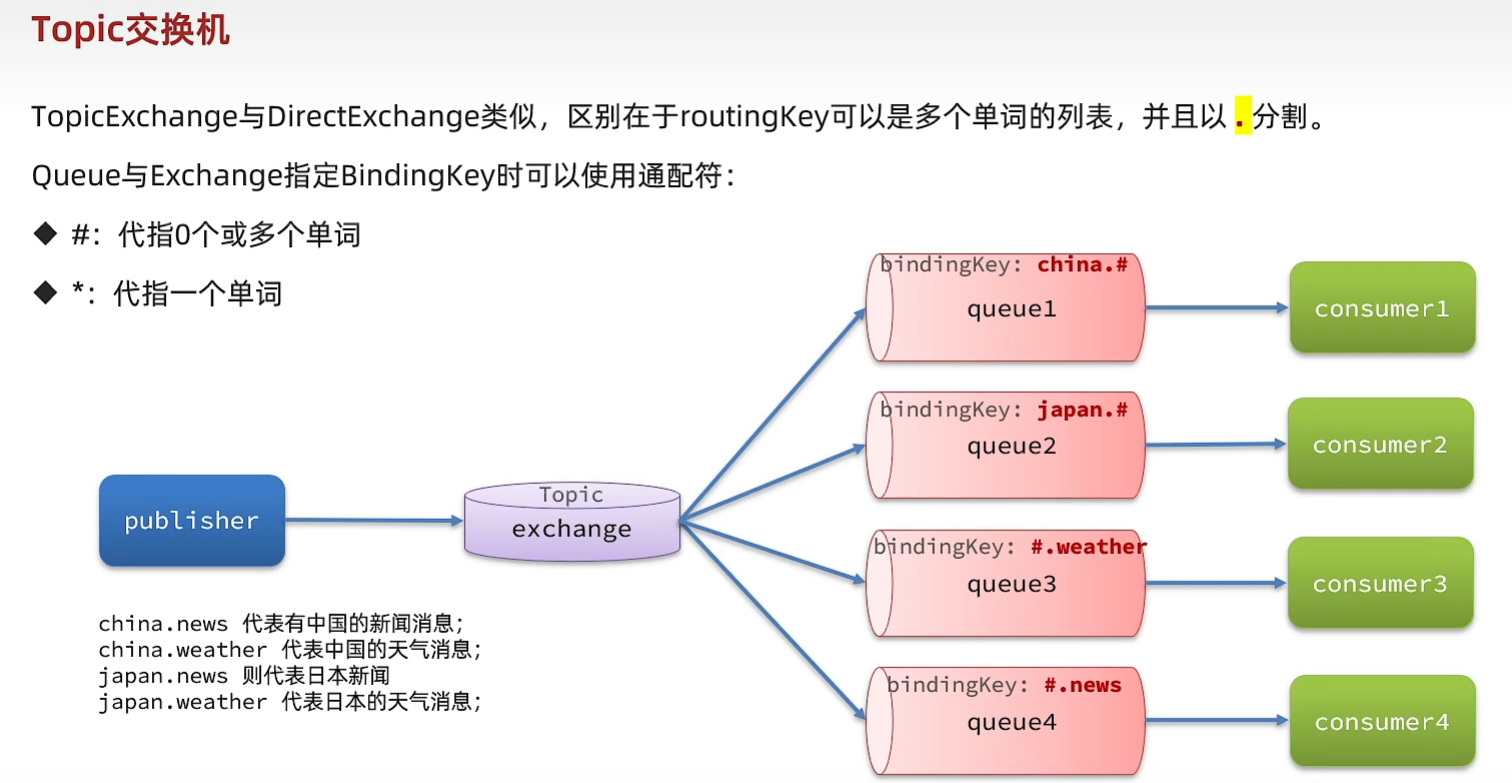 Topic交换机
TopicExchange与DirectExchange类似，区别在于routingKey可以是多个单词的列表，并且以 . 分割。
Queue与Exchange指定BindingKey时可以使用通配符：
◆ #：代指0个或多个单词
◆ *：代指一个单词
bindingKey: china.#
queue1
consumer1
bindingKey: japan.#
queue2
consumer2
publisher
Topic
exchange
bindingKey: #.weather
queue3
consumer3
china.news 代表有中国的新闻消息;
china.weather 代表中国的天气消息;
japan.news 则代表日本新闻
japan.weather 代表日本的天气消息;
bindingKey: #.news
queue4
consumer4